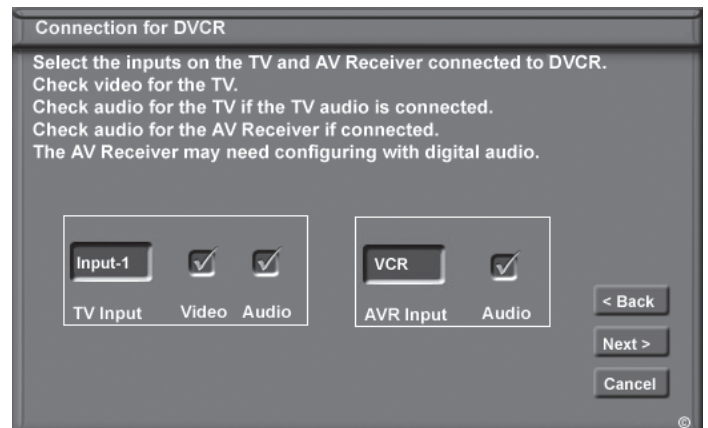 Connection for DVCR
Select the inputs on the TV and AV Receiver connected to DVCR.
Check video for the TV.
Check audio for the TV if the TV audio is connected.
Check audio for the AV Receiver if connected.
The AV Receiver may need configuring with digital audio.
Input-1
TV Input Video Audio
VCR
AVR Input Audio
< Back
Next >
Cancel
©